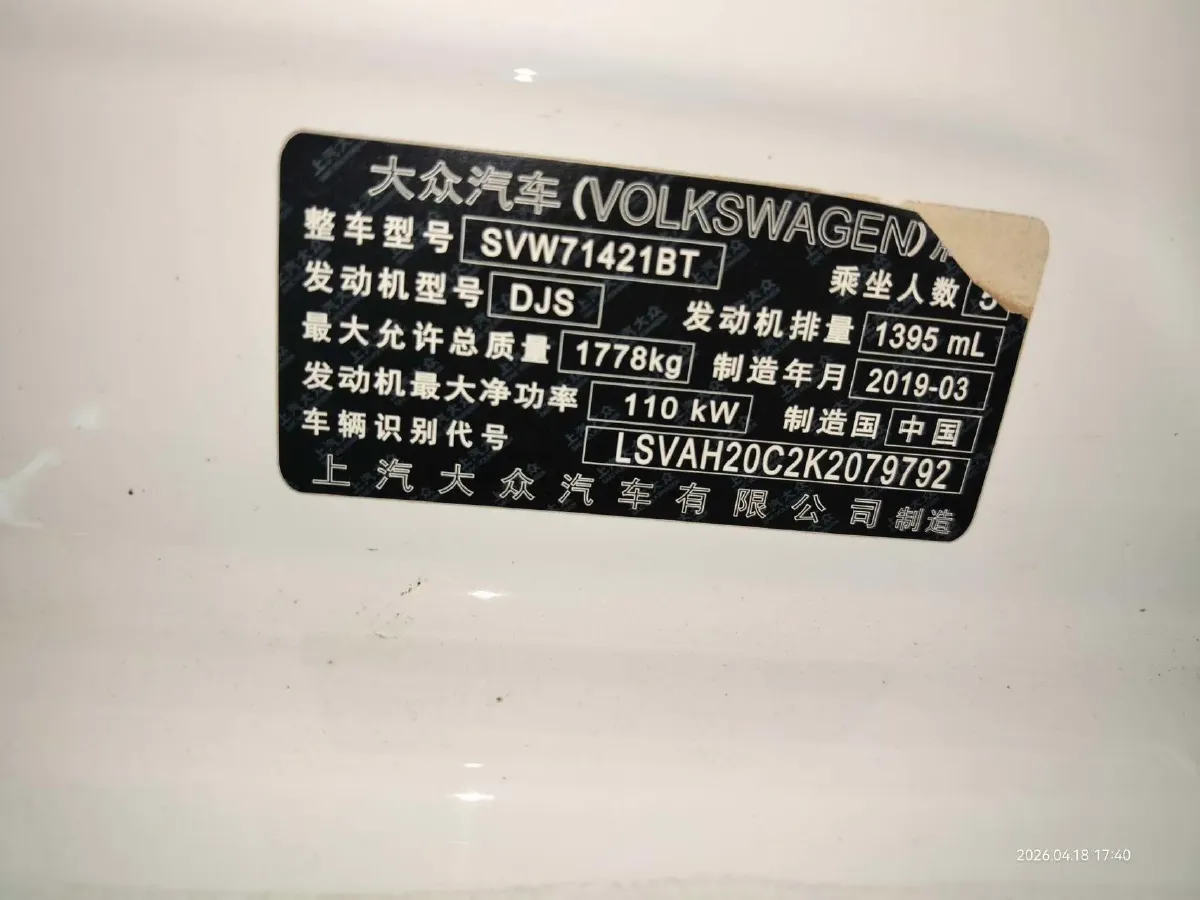 大众汽车(VOLKSWAGEN)
整车型号 SVW71421BT 乘坐人数 5
发动机型号 DJS 发动机排量 1395 mL
最大允许总质量 1778kg 制造年月 2019-03
发动机最大净功率 110 kW 制造国 中国
车辆识别代号 LSVAH20C2K2079792
上汽大众汽车有限公司 制造
2026.04.18 17:40